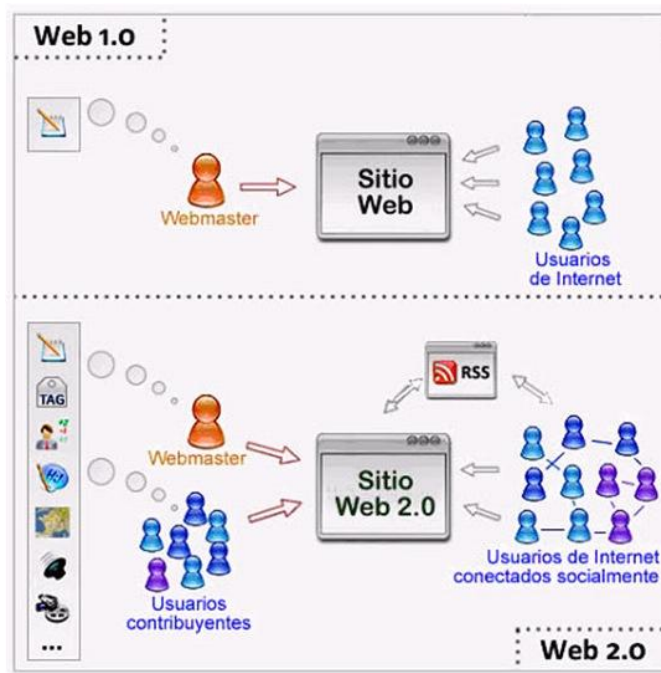 Web 1.0
Webmaster
Sitio
Web
Usuarios
de Internet
TAG
RSS
Webmaster
Sitio
Web 2.0
Usuarios
contribuyentes
Usuarios de Internet
conectados socialmente
...
Web 2.0